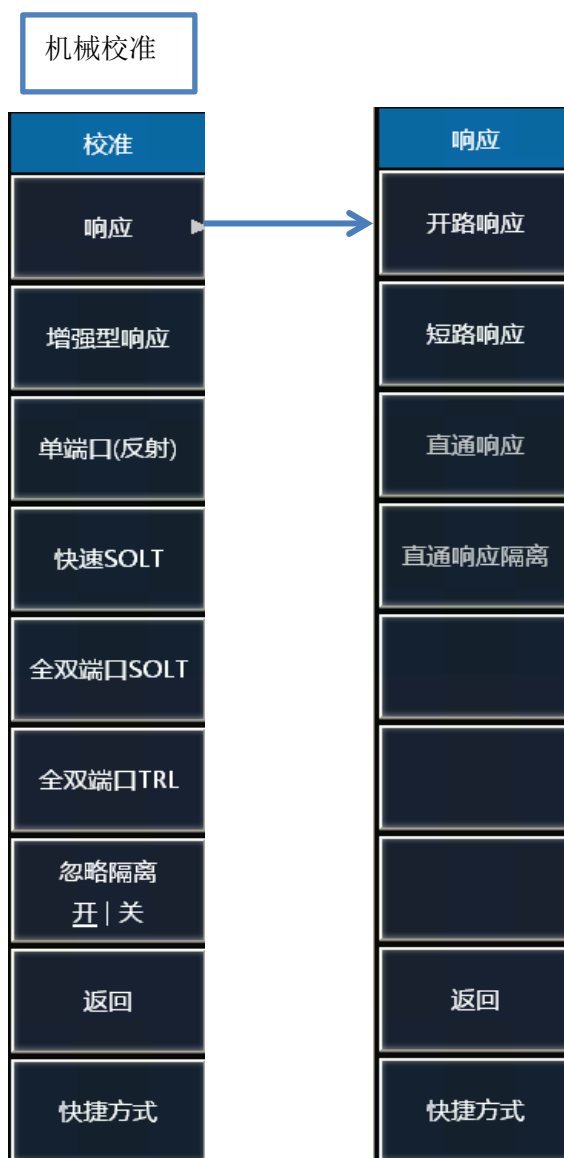 机械校准
校准
响应
增强型响应
单端口(反射)
快速SOLT
全双端口SOLT
全双端口TRL
忽略隔离
开|关
返回
快捷方式
响应
开路响应
短路响应
直通响应
直通响应隔离
返回
快捷方式